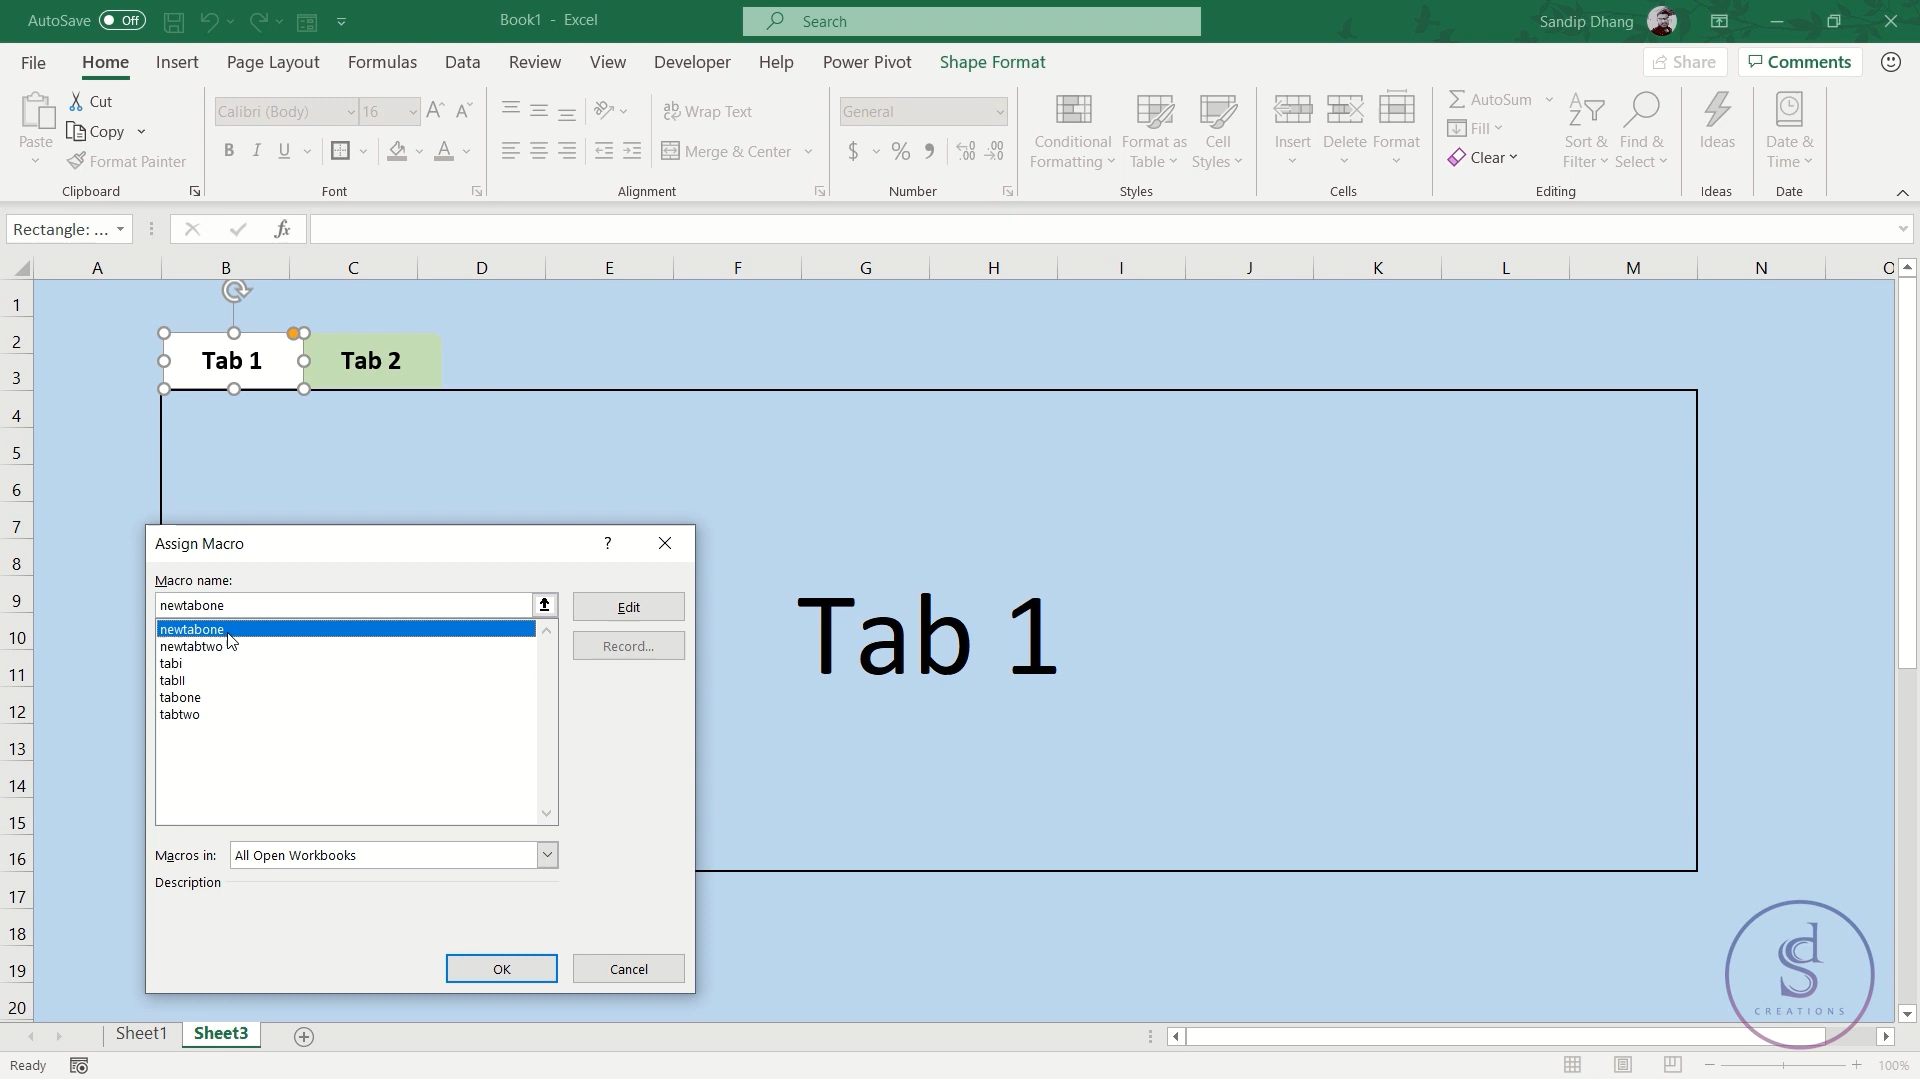 AutoSave Off Book1 - Excel Search Sandip Dhang
File Home Insert Page Layout Formulas Data Review View Developer Help Power Pivot Shape Format Share Comments
Paste
Cut
Copy
Format Painter
Clipboard
Calibri (Body) 16
B I U
Font
Wrap Text
Merge & Center
Alignment
General
$ % 9
Number
Conditional Formatting
Format as Table
Cell Styles
Styles
Insert Delete Format
Cells
AutoSum
Fill
Clear
Sort & Filter
Find & Select
Editing
Ideas
Ideas
Date & Time
Date
Rectangle: ... fx
A B C D E F G H I J K L M N O
1
2
3
4
5
6
7
8
9
10
11
12
13
14
15
16
17
18
19
20
Tab 1 Tab 2
Tab 1
Assign Macro ?
Macro name:
newtabone
Edit
Record...
newtabone
newtabtwo
tabi
tabII
tabone
tabtwo
Macros in: All Open Workbooks
Description
OK Cancel
CREATIONS
Sheet1 Sheet3
Ready 100%